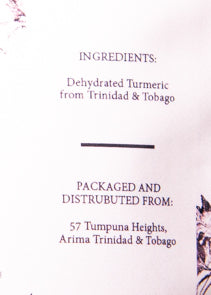 INGREDIENTS:
Dehydrated Turmeric
from Trinidad & Tobago
PACKAGED AND
DISTRUBUTED FROM:
57 Tumpuna Heights,
Arima Trinidad & Tobago